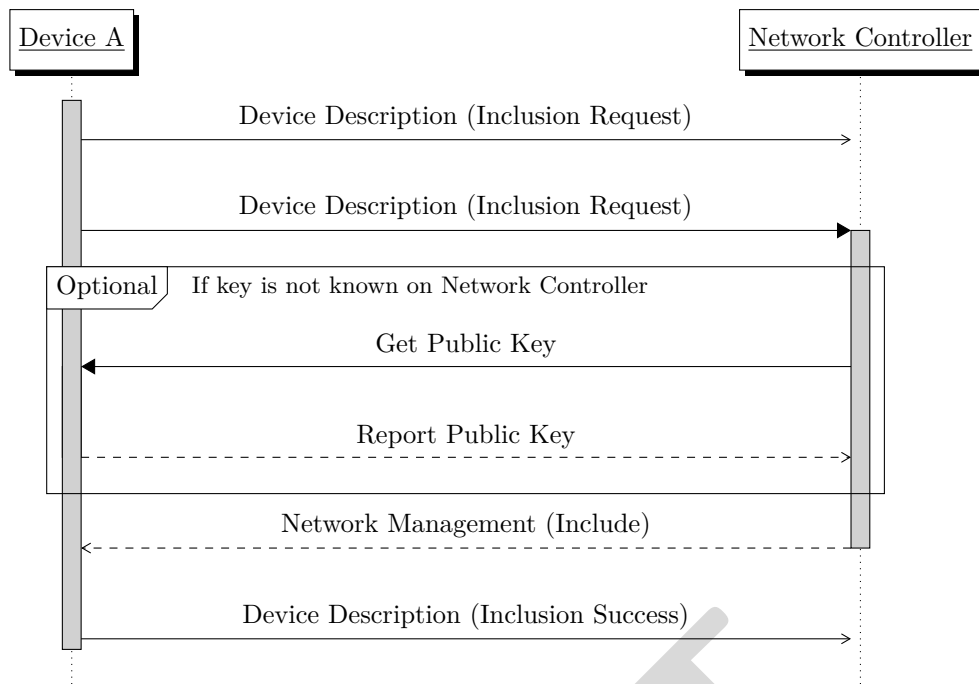 Device A
Network Controller
Device Description (Inclusion Request)
Device Description (Inclusion Request)
Optional
If key is not known on Network Controller
Get Public Key
Report Public Key
Network Management (Include)
Device Description (Inclusion Success)